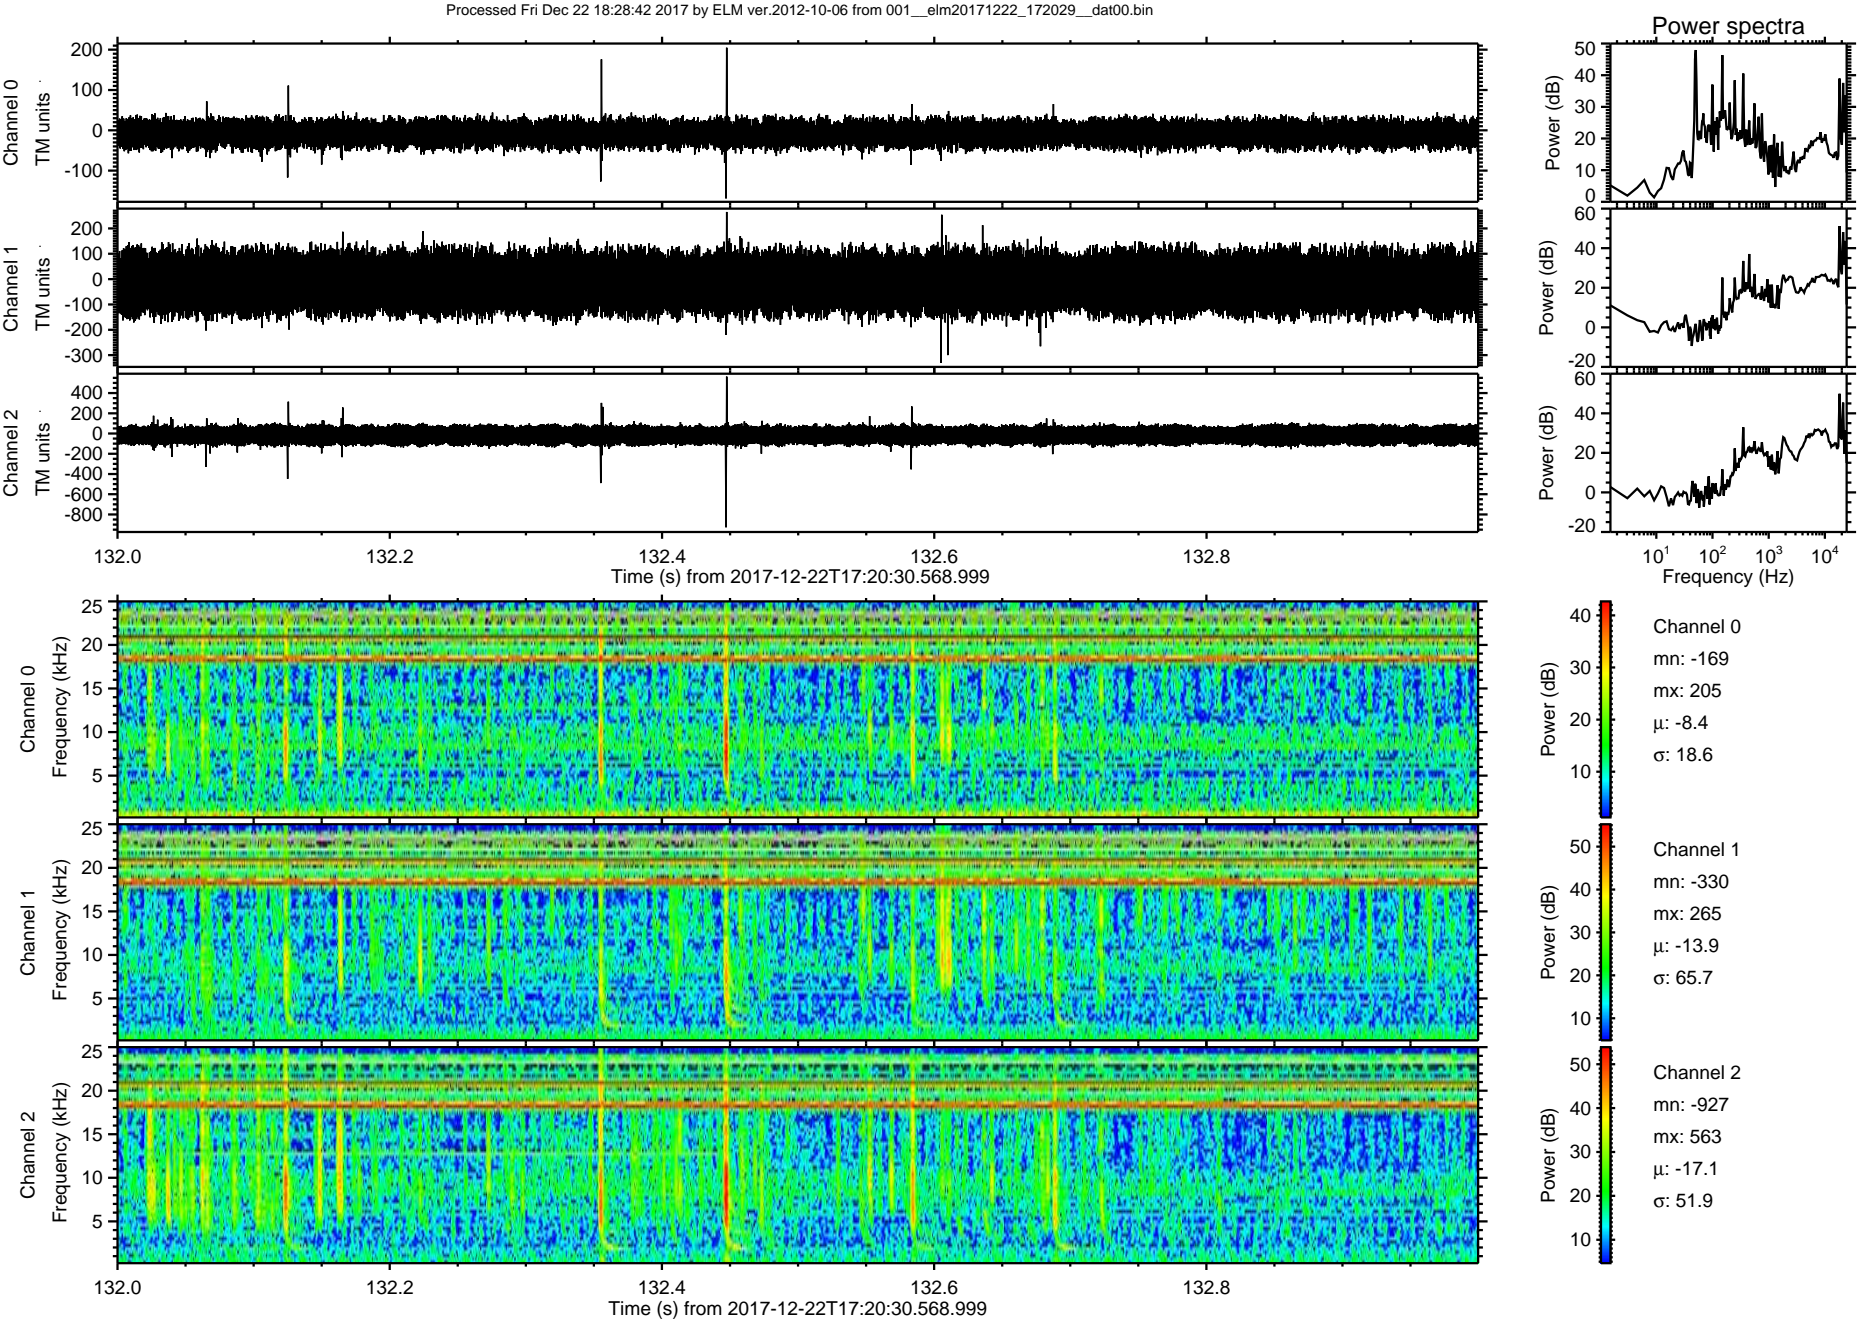 Processed Fri Dec 22 18:28:42 2017 by ELM ver.2012-10-06 from 001__elm20171222_172029__dat00.bin
Power spectra
Channel 0
TM units
200
100
0
-100
Power (dB)
50
40
30
20
10
0
Channel 1
TM units
200
100
0
-100
-200
-300
Power (dB)
60
40
20
0
-20
Channel 2
TM units
400
200
0
-200
-400
-600
-800
Power (dB)
60
40
20
0
-20
132.0 132.2 132.4 132.6 132.8
Time (s) from 2017-12-22T17:20:30.568.999
10^1 10^2 10^3 10^4
Frequency (Hz)
Channel 0
Frequency (kHz)
25
20
15
10
5
Power (dB)
40
30
20
10
Channel 0
mn: -169
mx: 205
μ: -8.4
σ: 18.6
Channel 1
Frequency (kHz)
25
20
15
10
5
Power (dB)
50
40
30
20
10
Channel 1
mn: -330
mx: 265
μ: -13.9
σ: 65.7
Channel 2
Frequency (kHz)
25
20
15
10
5
Power (dB)
50
40
30
20
10
Channel 2
mn: -927
mx: 563
μ: -17.1
σ: 51.9
132.0 132.2 132.4 132.6 132.8
Time (s) from 2017-12-22T17:20:30.568.999